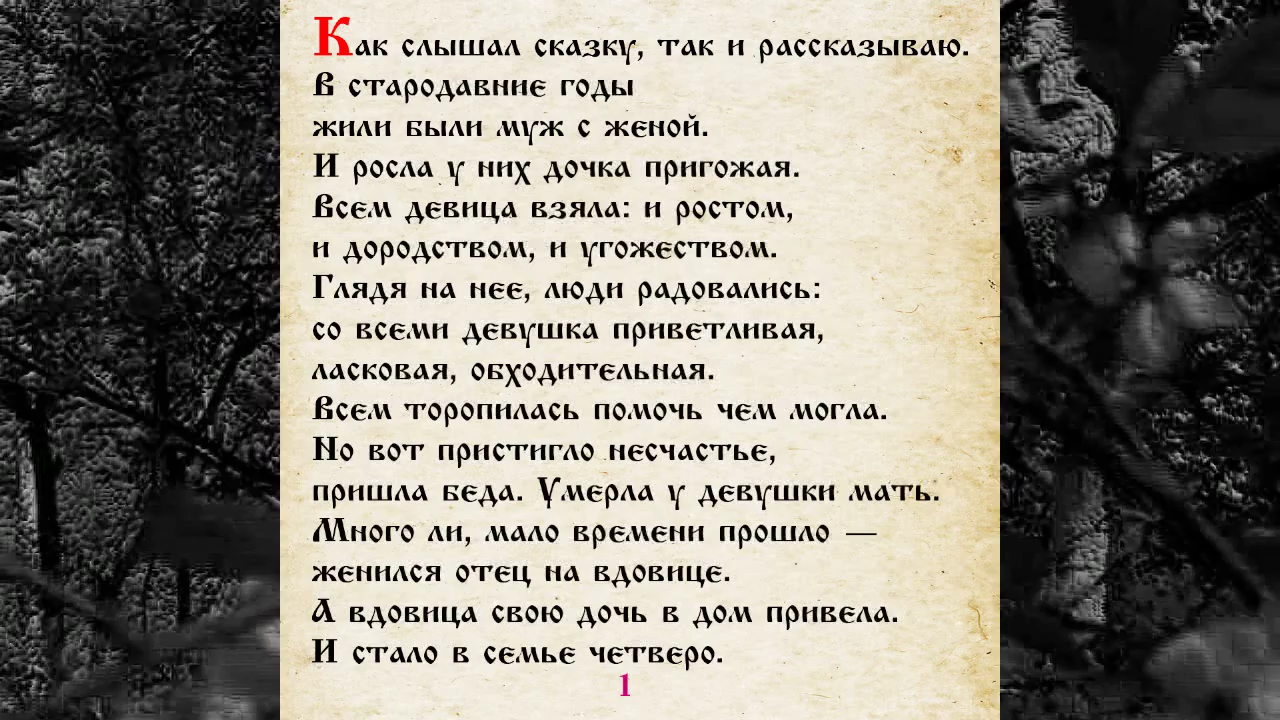 Как слышал сказку, так и рассказываю.
В стародавние годы
жили были муж с женой.
И росла у них дочка пригожая.
Всем девица взяла: и ростом,
и дородством, и угожеством.
Глядя на нее, люди радовались:
со всеми девушка приветливая,
ласковая, обходительная.
Всем торопилась помочь чем могла.
Но вот пристигло несчастье,
пришла беда. Умерла у девушки мать.
Много ли, мало времени прошло —
женился отец на вдовице.
А вдовица свою дочь в дом привела.
И стало в семье четверо.
1